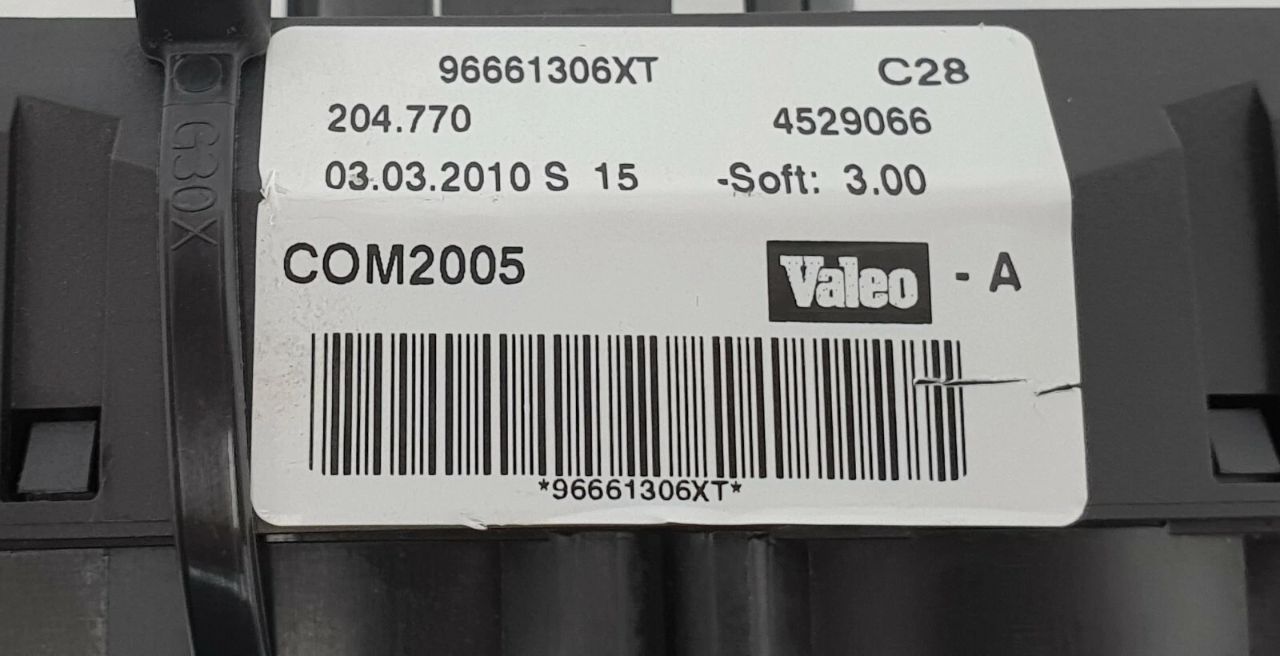 96661306XT C28
204.770 4529066
03.03.2010 S 15 -Soft: 3.00
COM2005 Valeo - A
*96661306XT*
G30X